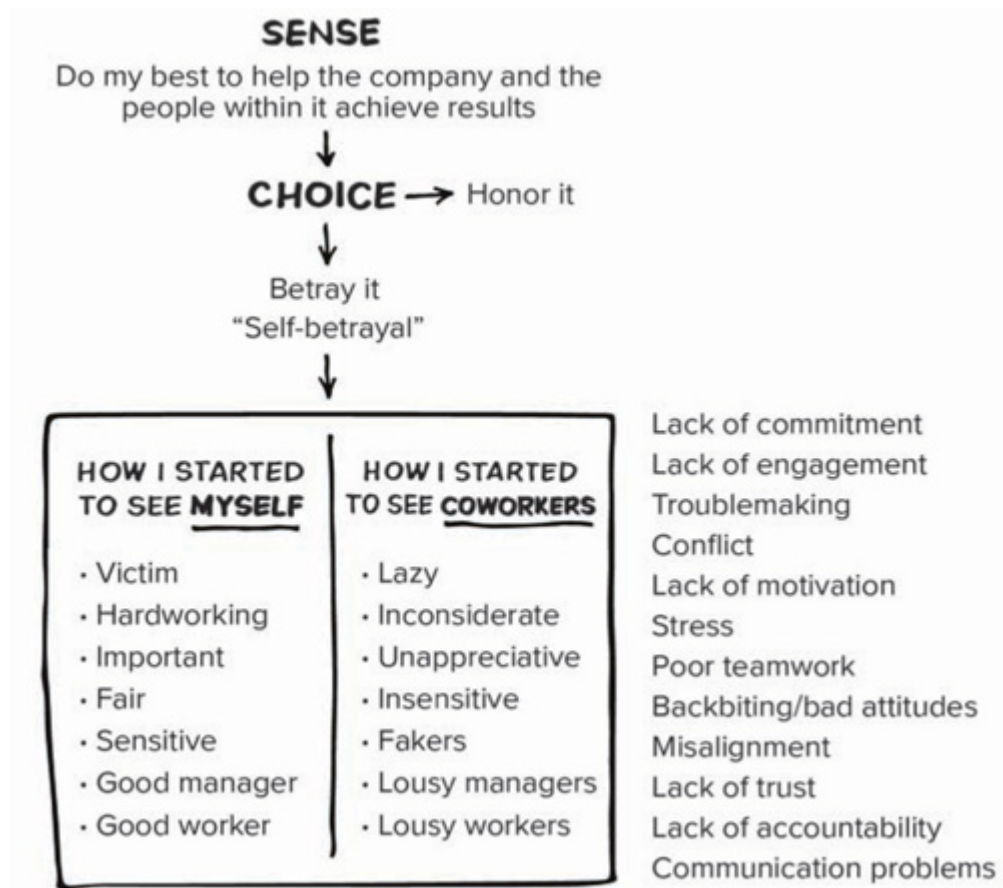 SENSE
Do my best to help the company and the
people within it achieve results
CHOICE → Honor it
Betray it
“Self-betrayal”
HOW I STARTED
TO SEE MYSELF
· Victim
· Hardworking
· Important
· Fair
· Sensitive
· Good manager
· Good worker
HOW I STARTED
TO SEE COWORKERS
· Lazy
· Inconsiderate
· Unappreciative
· Insensitive
· Fakers
· Lousy managers
· Lousy workers
Lack of commitment
Lack of engagement
Troublemaking
Conflict
Lack of motivation
Stress
Poor teamwork
Backbiting/bad attitudes
Misalignment
Lack of trust
Lack of accountability
Communication problems